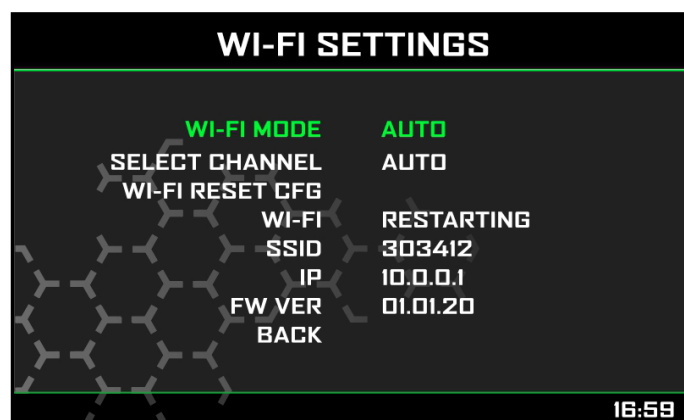 WI-FI SETTINGS
WI-FI MODE AUTO
SELECT CHANNEL AUTO
WI-FI RESET CFG
WI-FI RESTARTING
SSID 303412
IP 10.0.0.1
FW VER 01.01.20
BACK
16:59